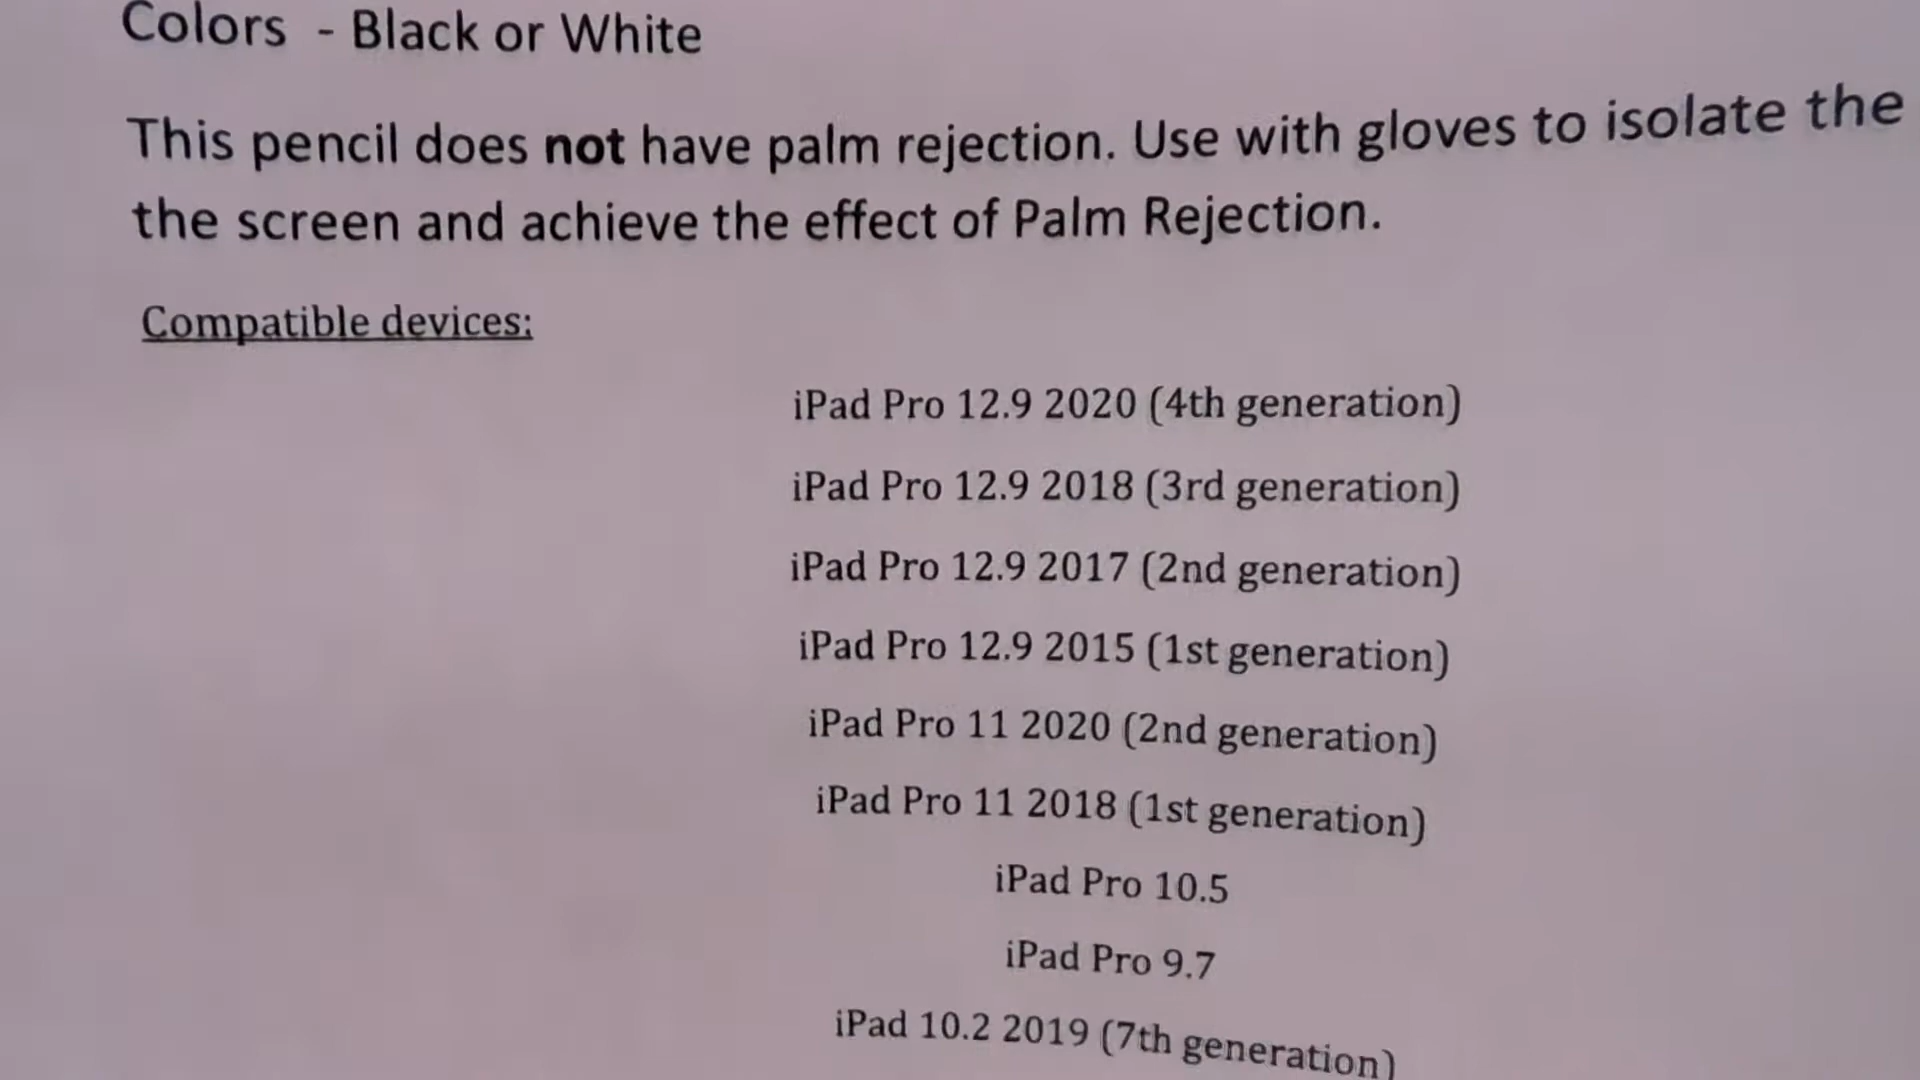 Colors - Black or White
This pencil does not have palm rejection. Use with gloves to isolate the
the screen and achieve the effect of Palm Rejection.
Compatible devices:
iPad Pro 12.9 2020 (4th generation)
iPad Pro 12.9 2018 (3rd generation)
iPad Pro 12.9 2017 (2nd generation)
iPad Pro 12.9 2015 (1st generation)
iPad Pro 11 2020 (2nd generation)
iPad Pro 11 2018 (1st generation)
iPad Pro 10.5
iPad Pro 9.7
iPad 10.2 2019 (7th generation)